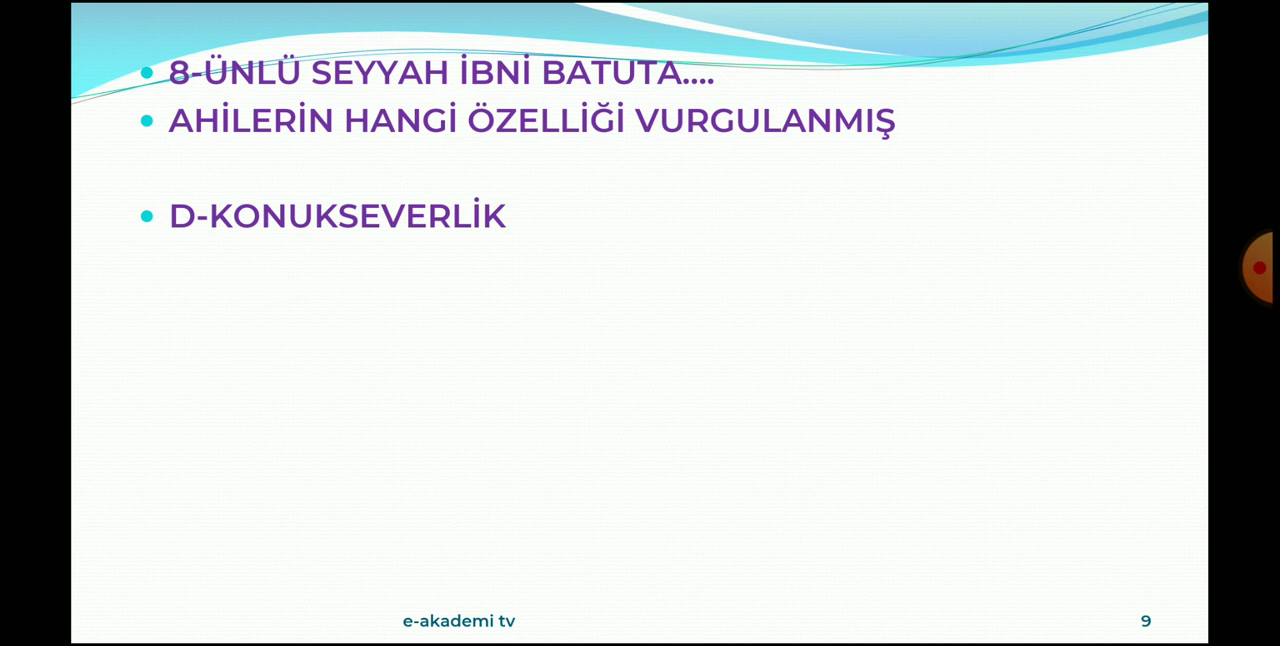 8-ÜNLÜ SEYYAH İBNİ BATUTA....
AHİLERİN HANGİ ÖZELLİĞİ VURGULANMIŞ
D-KONUKSEVERLİK
e-akademi tv
9